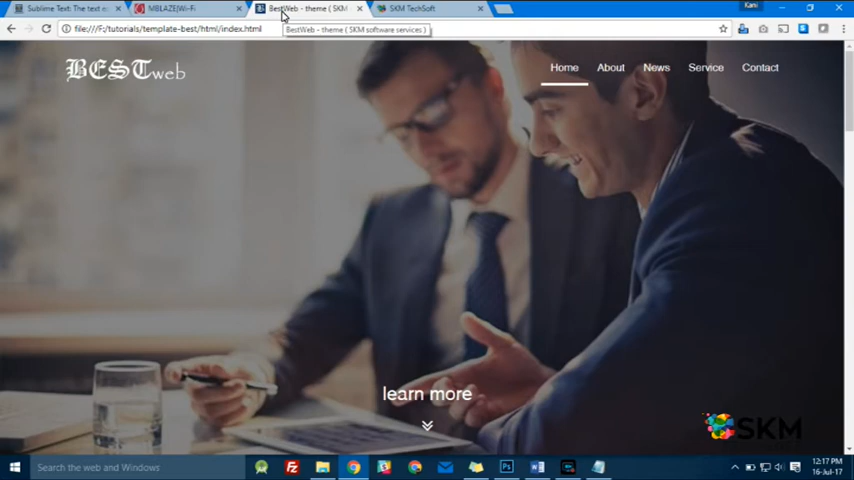 Sublime Text: The text e
MBLAZE|Wi-Fi
BestWeb - theme ( SKM
SKM TechSoft
Kani
file:///F:/tutorials/template-best/html/index.html
BestWeb - theme ( SKM software services )
BESTweb
Home
About
News
Service
Contact
learn more
SKM
Search the web and Windows
12:17 PM
16-Jul-17